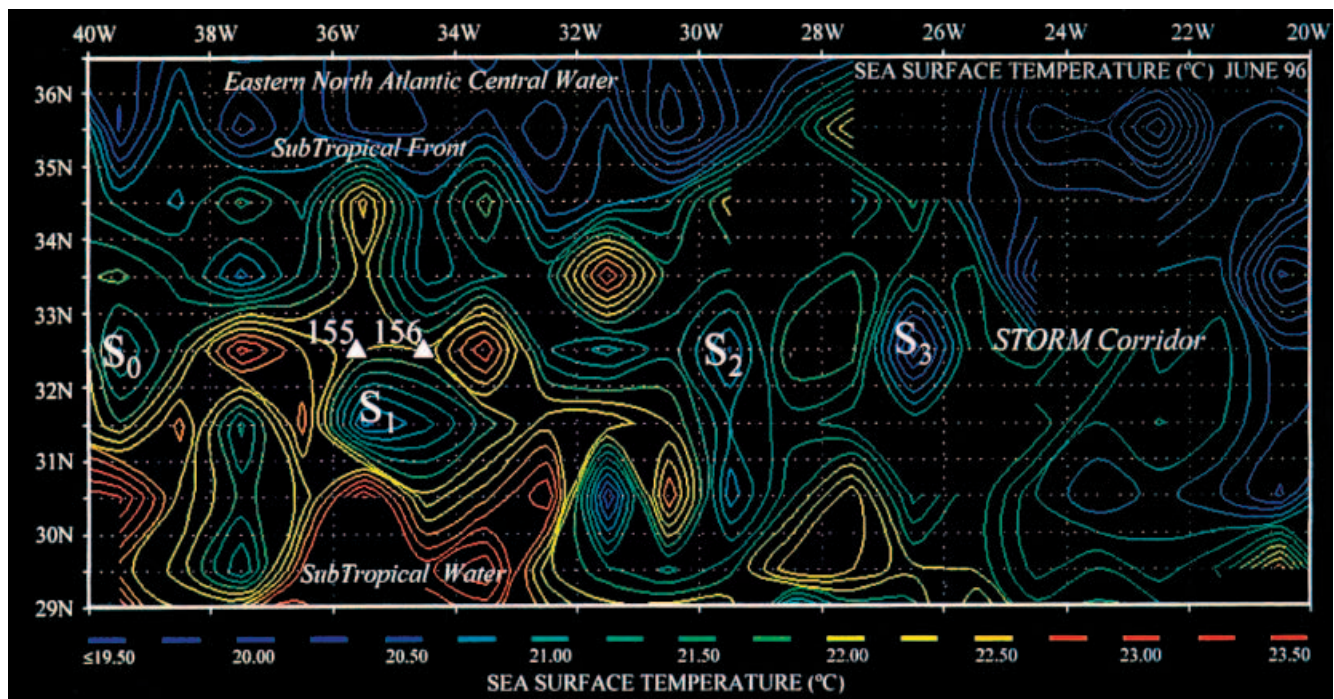 40W 38W 36W 34W 32W 30W 28W 26W 24W 22W 20W
Eastern North Atlantic Central Water
SEA SURFACE TEMPERATURE (ºC) JUNE 96
36N
SubTropical Front
35N
34N
33N
155 156
S0
S2
S3
STORM Corridor
32N
S1
31N
30N
SubTropical Water
29N
≤19.50 20.00 20.50 21.00 21.50 22.00 22.50 23.00 23.50
SEA SURFACE TEMPERATURE (ºC)